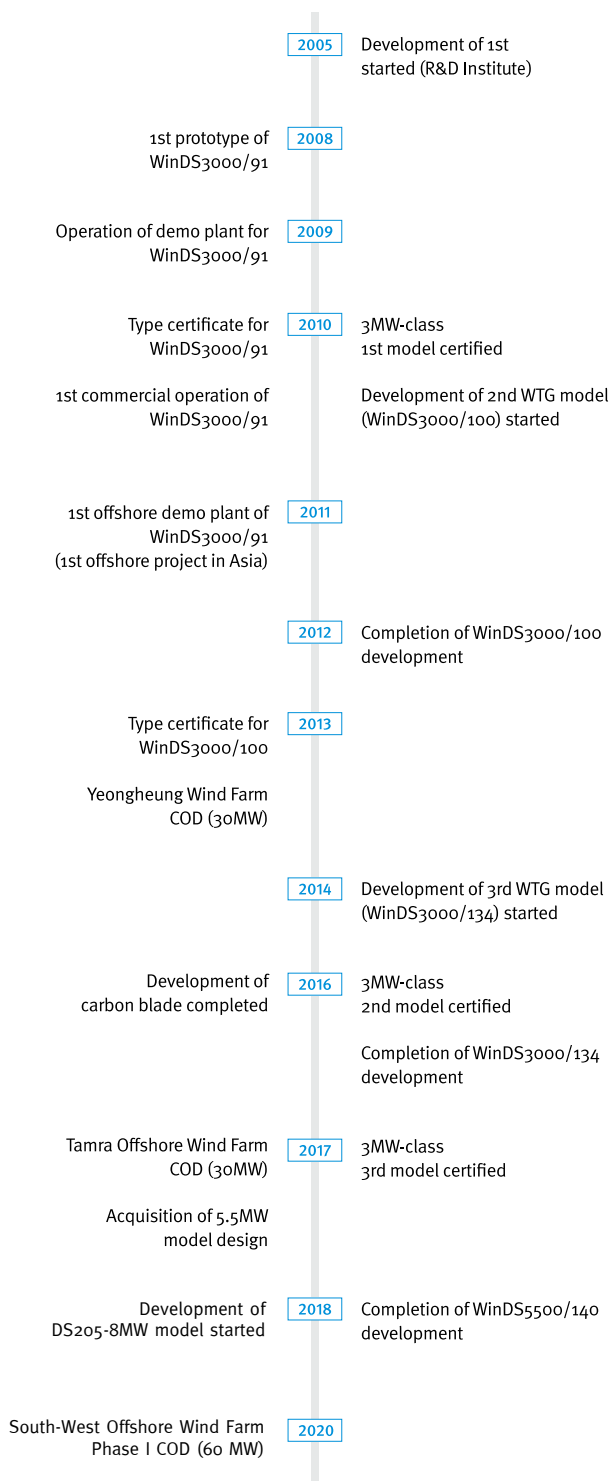 2005
Development of 1st
started (R&D Institute)
1st prototype of
WinDS3000/91
2008
Operation of demo plant for
WinDS3000/91
2009
Type certificate for
WinDS3000/91
1st commercial operation of
WinDS3000/91
2010
3MW-class
1st model certified
Development of 2nd WTG model
(WinDS3000/100) started
1st offshore demo plant of
WinDS3000/91
(1st offshore project in Asia)
2011
2012
Completion of WinDS3000/100
development
Type certificate for
WinDS3000/100
Yeongheung Wind Farm
COD (30MW)
2013
2014
Development of 3rd WTG model
(WinDS3000/134) started
Development of
carbon blade completed
2016
3MW-class
2nd model certified
Completion of WinDS3000/134
development
Tamra Offshore Wind Farm
COD (30MW)
Acquisition of 5.5MW
model design
2017
3MW-class
3rd model certified
Development of
DS205-8MW model started
2018
Completion of WinDS5500/140
development
South-West Offshore Wind Farm
Phase I COD (60 MW)
2020